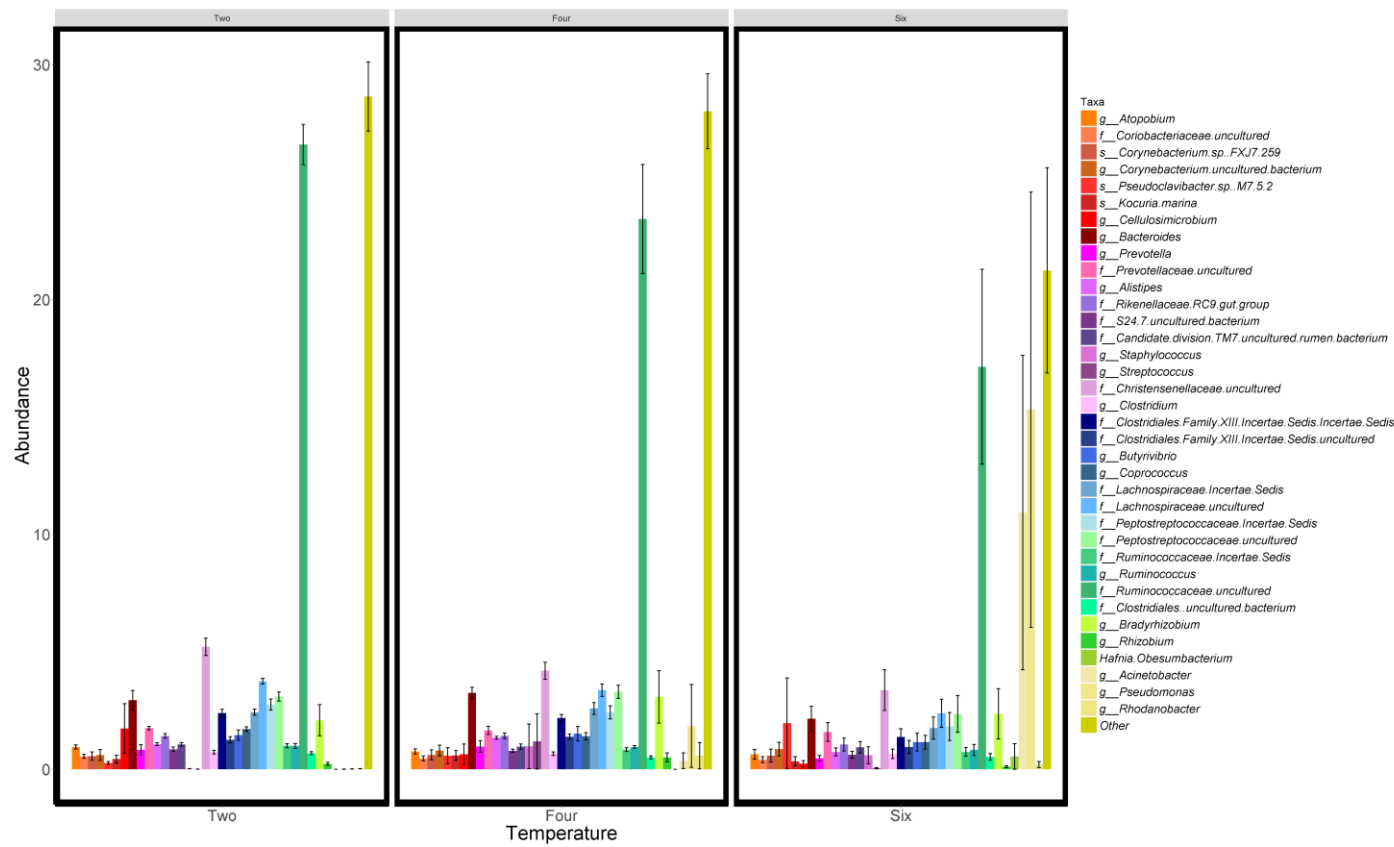 Two
Four
Six
30
20
10
0
Abundance
Two
Four
Six
Temperature
Taxa
g__Atopobium
f__Coriobacteriaceae.uncultured
s__Corynebacterium.sp..FXJ7.259
g__Corynebacterium.uncultured.bacterium
s__Pseudoclavibacter.sp..M7.5.2
s__Kocuria.marina
g__Cellulosimicrobium
g__Bacteroides
g__Prevotella
f__Prevotellaceae.uncultured
g__Alistipes
f__Rikenellaceae.RC9.gut.group
f__S24.7.uncultured.bacterium
f__Candidate.division.TM7.uncultured.rumen.bacterium
g__Staphylococcus
g__Streptococcus
f__Christensenellaceae.uncultured
g__Clostridium
f__Clostridiales.Family.XIII.Incertae.Sedis.Incertae.Sedis
f__Clostridiales.Family.XIII.Incertae.Sedis.uncultured
g__Butyrivibrio
g__Coprococcus
f__Lachnospiraceae.Incertae.Sedis
f__Lachnospiraceae.uncultured
f__Peptostreptococcaceae.Incertae.Sedis
f__Peptostreptococcaceae.uncultured
f__Ruminococcaceae.Incertae.Sedis
g__Ruminococcus
f__Ruminococcaceae.uncultured
f__Clostridiales..uncultured.bacterium
g__Bradyrhizobium
g__Rhizobium
Hafnia.Obesumbacterium
g__Acinetobacter
g__Pseudomonas
g__Rhodanobacter
Other